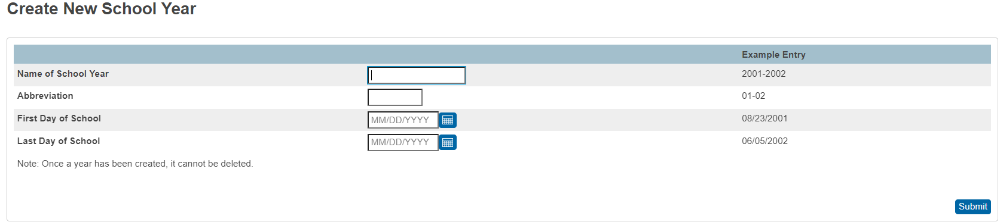 Create New School Year
Example Entry
Name of School Year 2001-2002
Abbreviation 01-02
First Day of School MM/DD/YYYY 08/23/2001
Last Day of School MM/DD/YYYY 06/05/2002
Note: Once a year has been created, it cannot be deleted.
Submit